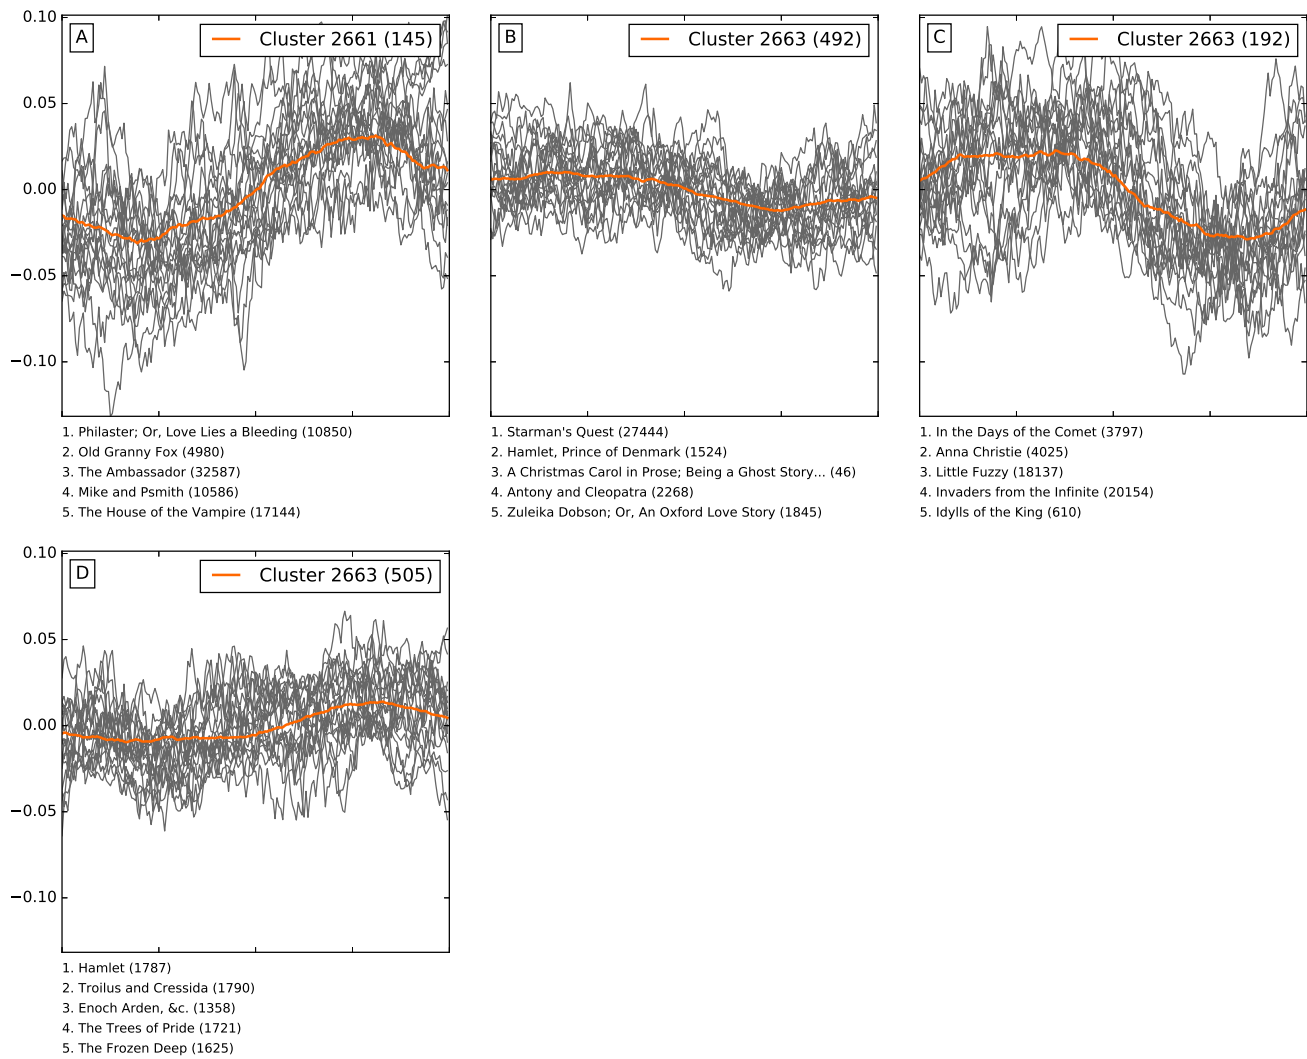 0.10
0.05
0.00
−0.05
−0.10
A
Cluster 2661 (145)
1. Philaster; Or, Love Lies a Bleeding (10850)
2. Old Granny Fox (4980)
3. The Ambassador (32587)
4. Mike and Psmith (10586)
5. The House of the Vampire (17144)
B
Cluster 2663 (492)
1. Starman's Quest (27444)
2. Hamlet, Prince of Denmark (1524)
3. A Christmas Carol in Prose; Being a Ghost Story... (46)
4. Antony and Cleopatra (2268)
5. Zuleika Dobson; Or, An Oxford Love Story (1845)
C
Cluster 2663 (192)
1. In the Days of the Comet (3797)
2. Anna Christie (4025)
3. Little Fuzzy (18137)
4. Invaders from the Infinite (20154)
5. Idylls of the King (610)
0.10
0.05
0.00
−0.05
−0.10
D
Cluster 2663 (505)
1. Hamlet (1787)
2. Troilus and Cressida (1790)
3. Enoch Arden, &c. (1358)
4. The Trees of Pride (1721)
5. The Frozen Deep (1625)